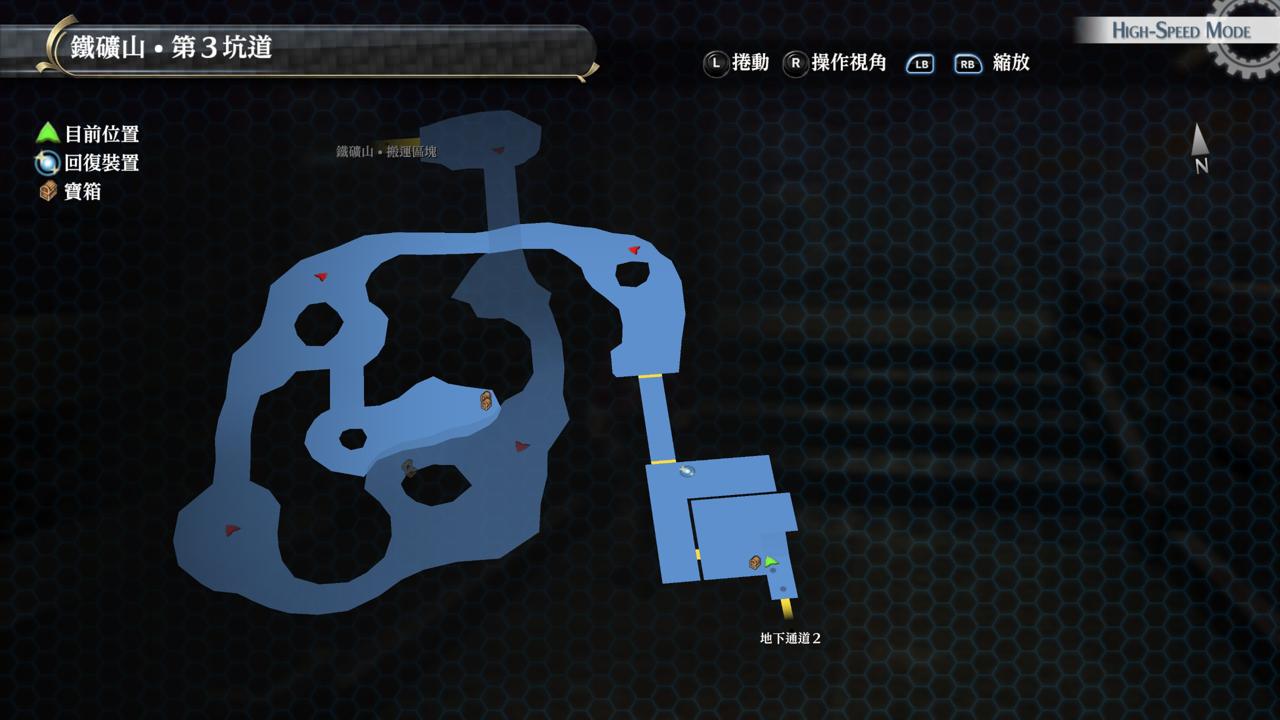 鐵礦山・第３坑道
HIGH-SPEED MODE
L 捲動 R 操作視角 LB RB 縮放
目前位置
回復裝置
寶箱
N
鐵礦山・搬運區塊
地下通道２